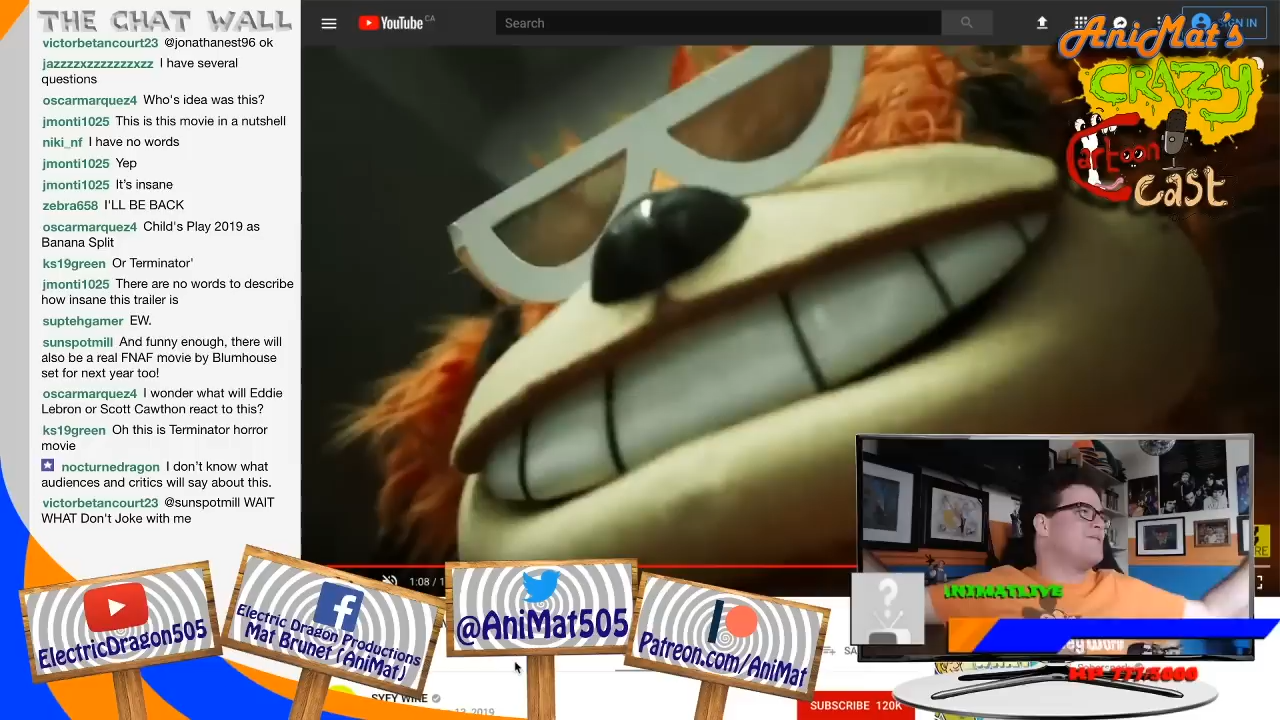 THE CHAT WALL
victorbetancourt23 @jonathanest96 ok
jazzzzxzzzzzzzxzz I have several
questions
oscarmarquez4 Who's idea was this?
jmonti1025 This is this movie in a nutshell
niki_nf I have no words
jmonti1025 Yep
jmonti1025 It's insane
zebra658 I'LL BE BACK
oscarmarquez4 Child's Play 2019 as
Banana Split
ks19green Or Terminator'
jmonti1025 There are no words to describe
how insane this trailer is
suptehgamer EW.
sunspotmill And funny enough, there will
also be a real FNAF movie by Blumhouse
set for next year too!
oscarmarquez4 I wonder what will Eddie
Lebron or Scott Cawthon react to this?
ks19green Oh this is Terminator horror
movie
nocturnedragon I don't know what
audiences and critics will say about this.
victorbetancourt23 @sunspotmill WAIT
WHAT Don't Joke with me
YouTube CA
Search
SIGN IN
AniMat's
CRAZY
Cartoon
Cast
1:08 / 1
ElectricDragon505
Electric Dragon Productions
Mat Brunet (AniMat)
@AniMat505
Patreon.com/AniMat
ANIMATLIVE
HP 777/5000
SYFY WIRE
SUBSCRIBE 120K